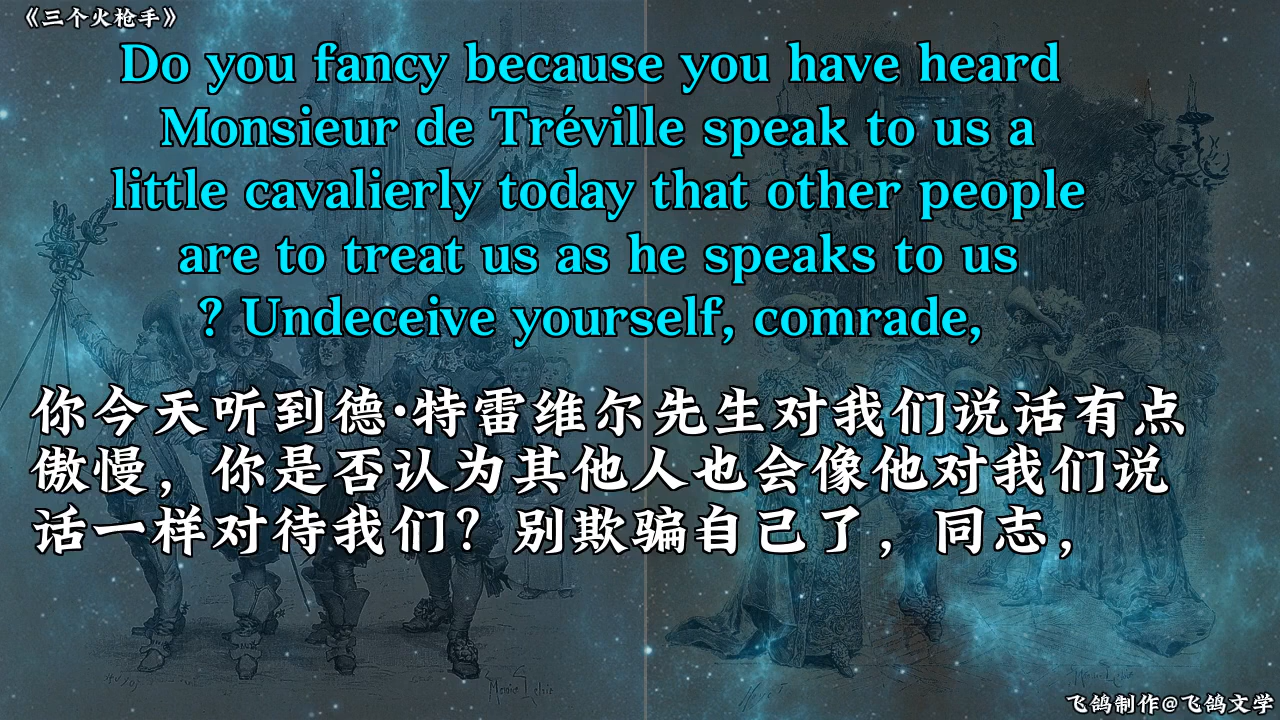 《三个火枪手》
Do you fancy because you have heard
Monsieur de Tréville speak to us a
little cavalierly today that other people
are to treat us as he speaks to us
? Undeceive yourself, comrade,
你今天听到德·特雷维尔先生对我们说话有点
傲慢，你是否认为其他人也会像他对我们说
话一样对待我们？别欺骗自己了，同志，
飞鸽制作@飞鸽文学